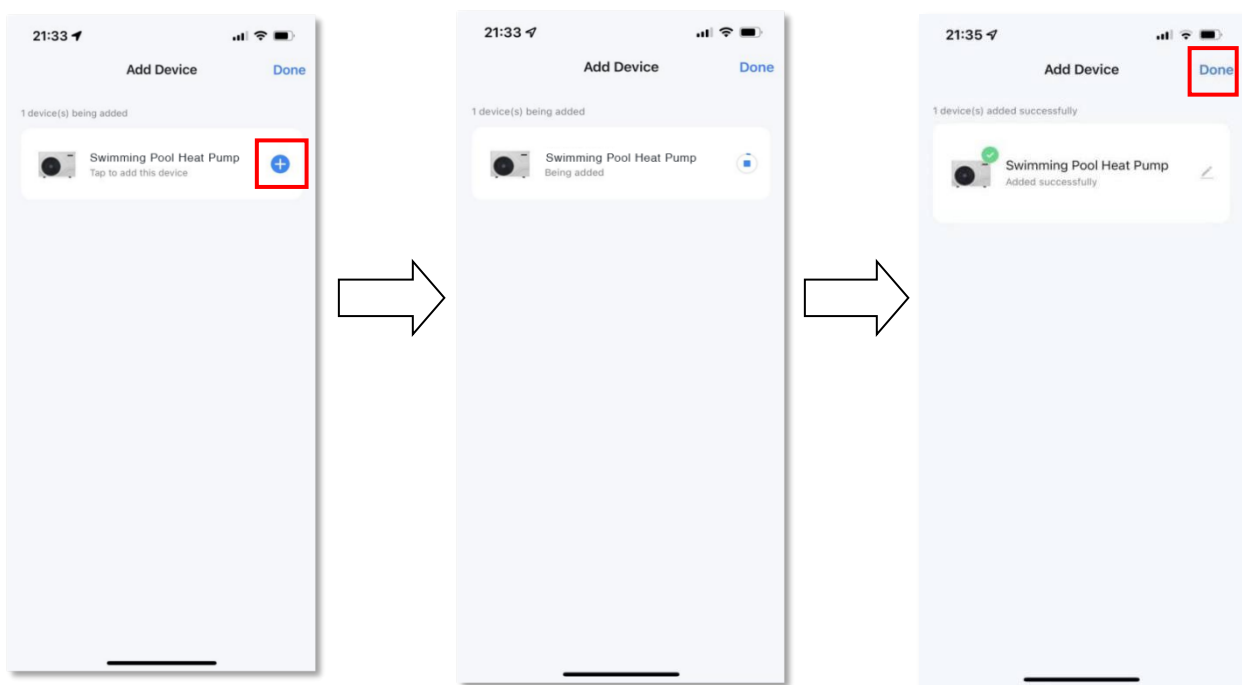 21:33
Add Device
Done
1 device(s) being added
Swimming Pool Heat Pump
Tap to add this device
21:33
Add Device
Done
1 device(s) being added
Swimming Pool Heat Pump
Being added
21:35
Add Device
Done
1 device(s) added successfully
Swimming Pool Heat Pump
Added successfully